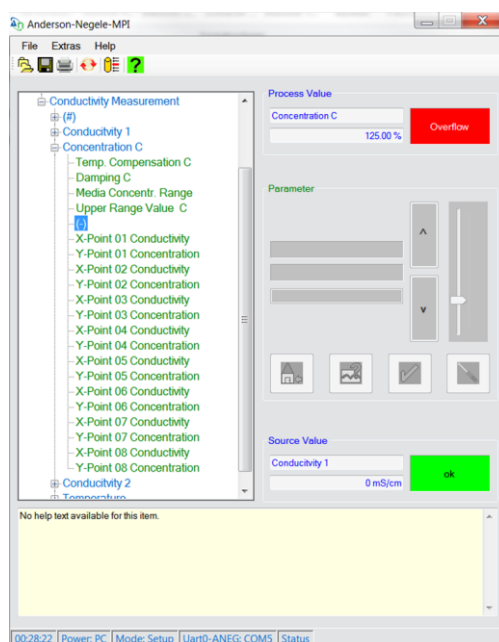 Anderson-Negele-MPI
File Extras Help
Conductivity Measurement
(#)
Conducitvity 1
Concentration C
Temp. Compensation C
Damping C
Media Concentr. Range
Upper Range Value C
(-)
X-Point 01 Conductivity
Y-Point 01 Concentration
X-Point 02 Conductivity
Y-Point 02 Concentration
X-Point 03 Conductivity
Y-Point 03 Concentration
X-Point 04 Conductivity
Y-Point 04 Concentration
X-Point 05 Conductivity
Y-Point 05 Concentration
X-Point 06 Conductivity
Y-Point 06 Concentration
X-Point 07 Conductivity
Y-Point 07 Concentration
X-Point 08 Conductivity
Y-Point 08 Concentration
Conducitvity 2
Temperature
Process Value
Concentration C
125.00 %
Overflow
Parameter
^
v
Source Value
Conducitvity 1
0 mS/cm
ok
No help text available for this item.
00:28:22 Power: PC Mode: Setup Uart0-ANEG: COM5 Status